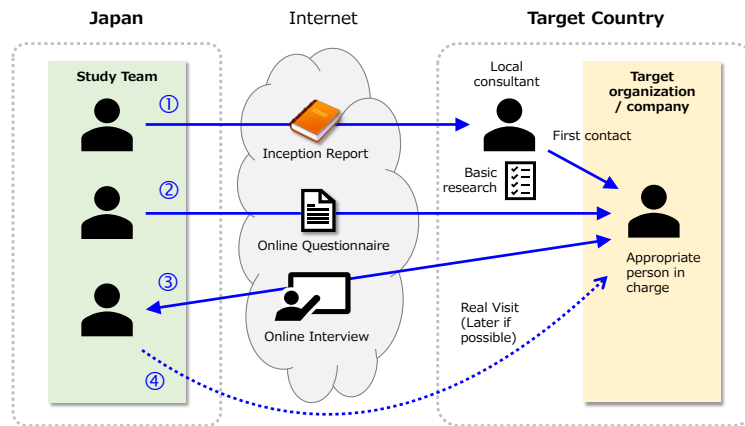 Japan
Internet
Target Country
Study Team
①
Inception Report
②
Online Questionnaire
③
Online Interview
④
Local
consultant
First contact
Basic
research
Target
organization
/ company
Appropriate
person in
charge
Real Visit
(Later if
possible)